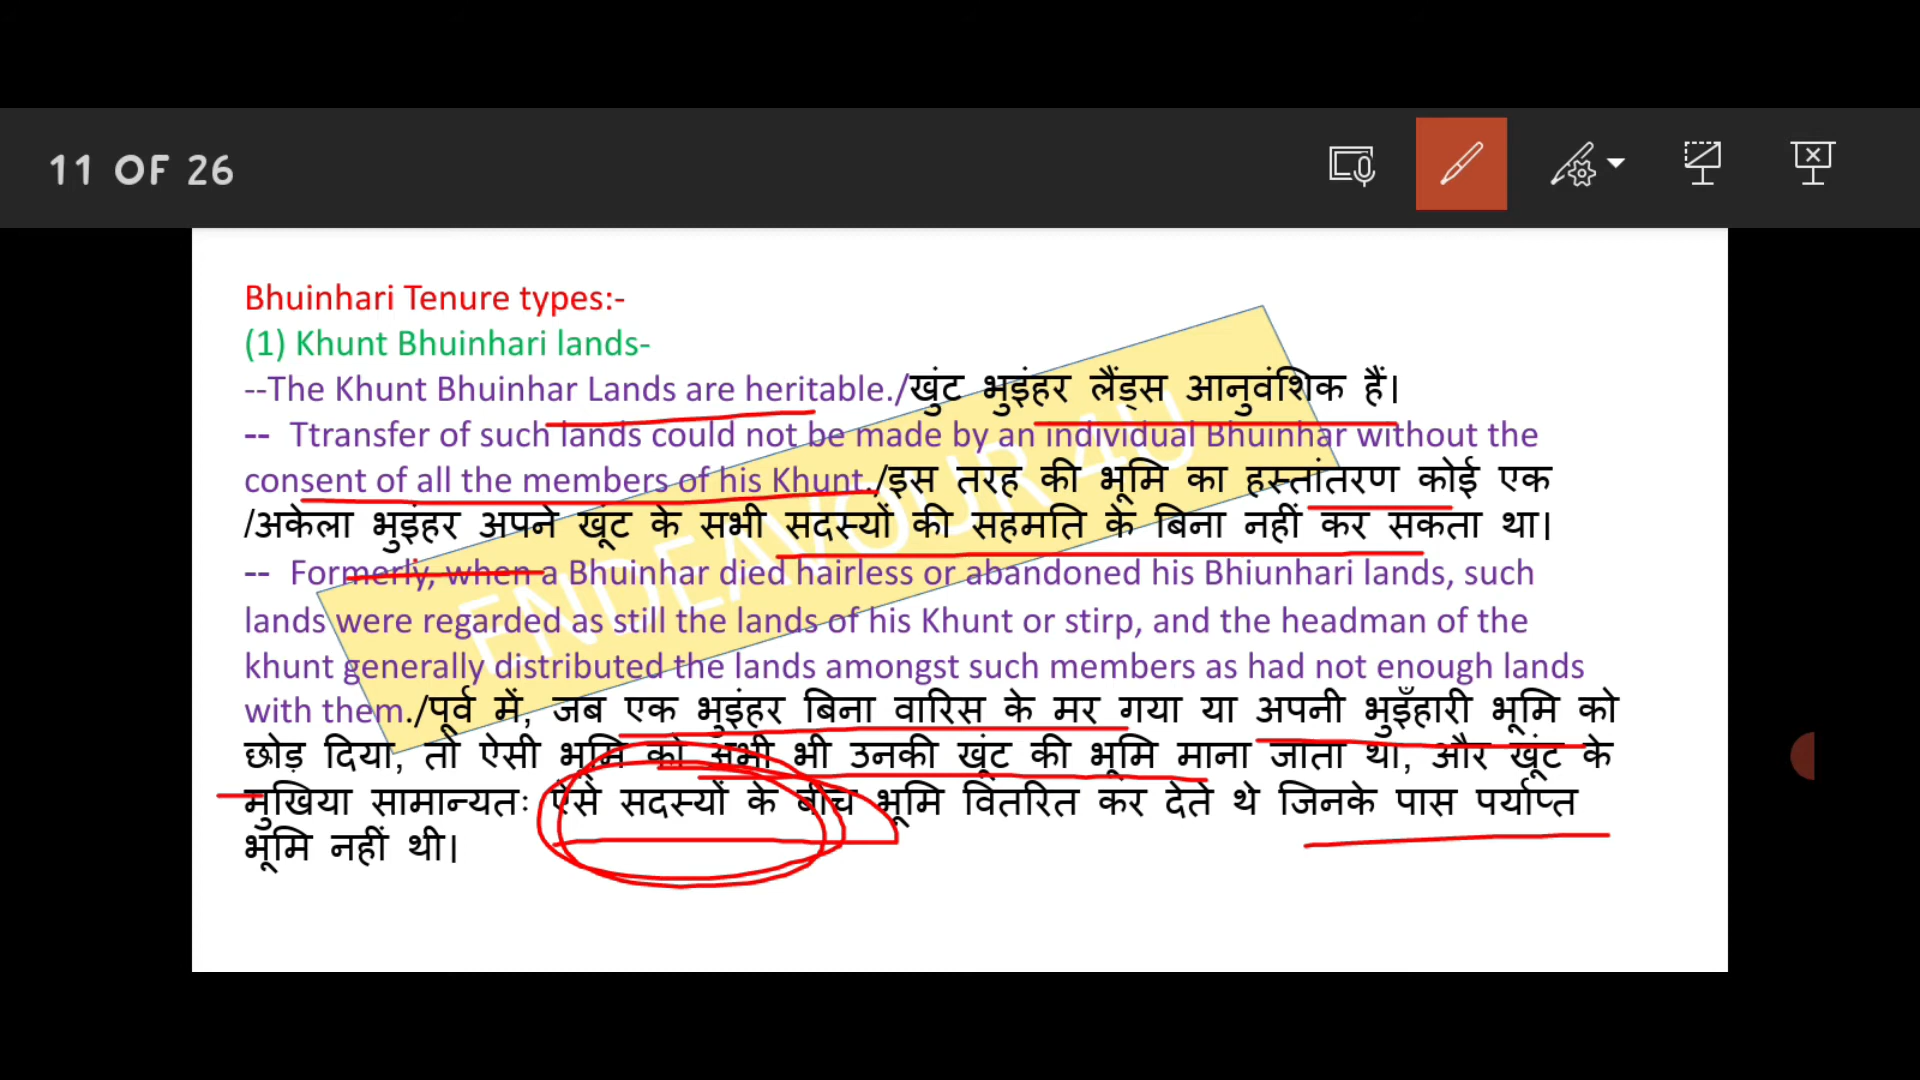 11 OF 26
Bhuinhari Tenure types:-
(1) Khunt Bhuinhari lands-
--The Khunt Bhuinhar Lands are heritable./खुंट भुइंहर लैंड्स आनुवंशिक हैं।
-- Ttransfer of such lands could not be made by an individual Bhuinhar without the
consent of all the members of his Khunt./इस तरह की भूमि का हस्तांतरण कोई एक
/अकेला भुइंहर अपने खूंट के सभी सदस्यों की सहमति के बिना नहीं कर सकता था।
-- Formerly, when a Bhuinhar died hairless or abandoned his Bhiunhari lands, such
lands were regarded as still the lands of his Khunt or stirp, and the headman of the
khunt generally distributed the lands amongst such members as had not enough lands
with them./पूर्व में, जब एक भुइंहर बिना वारिस के मर गया या अपनी भुइँहारी भूमि को
छोड़ दिया, तो ऐसी भूमि को अभी भी उनकी खूंट की भूमि माना जाता था, और खूंट के
मुखिया सामान्यतः ऐसे सदस्यों के बीच भूमि वितरित कर देते थे जिनके पास पर्याप्त
भूमि नहीं थी।
ENDEAVOUR 4U